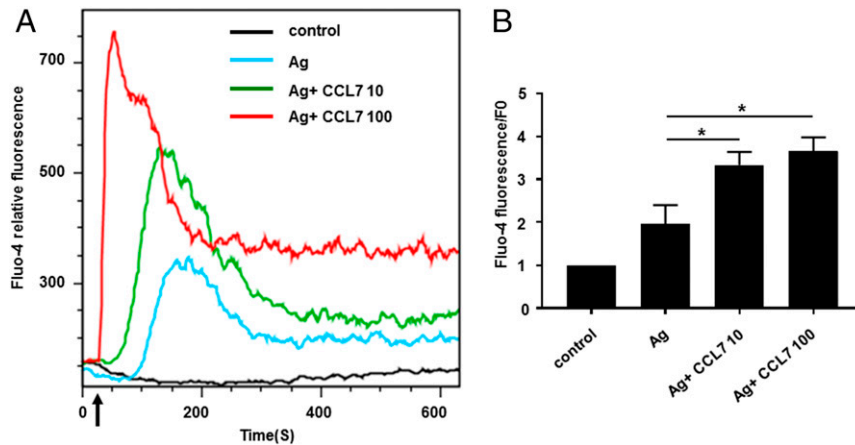 A
Fluo-4 relative fluorescence
700
500
300
control
Ag
Ag+ CCL7 10
Ag+ CCL7 100
0
200
400
600
Time(S)
B
Fluo-4 fluorescence/F0
5
4
3
2
1
0
*
*
control
Ag
Ag+ CCL7 10
Ag+ CCL7 100